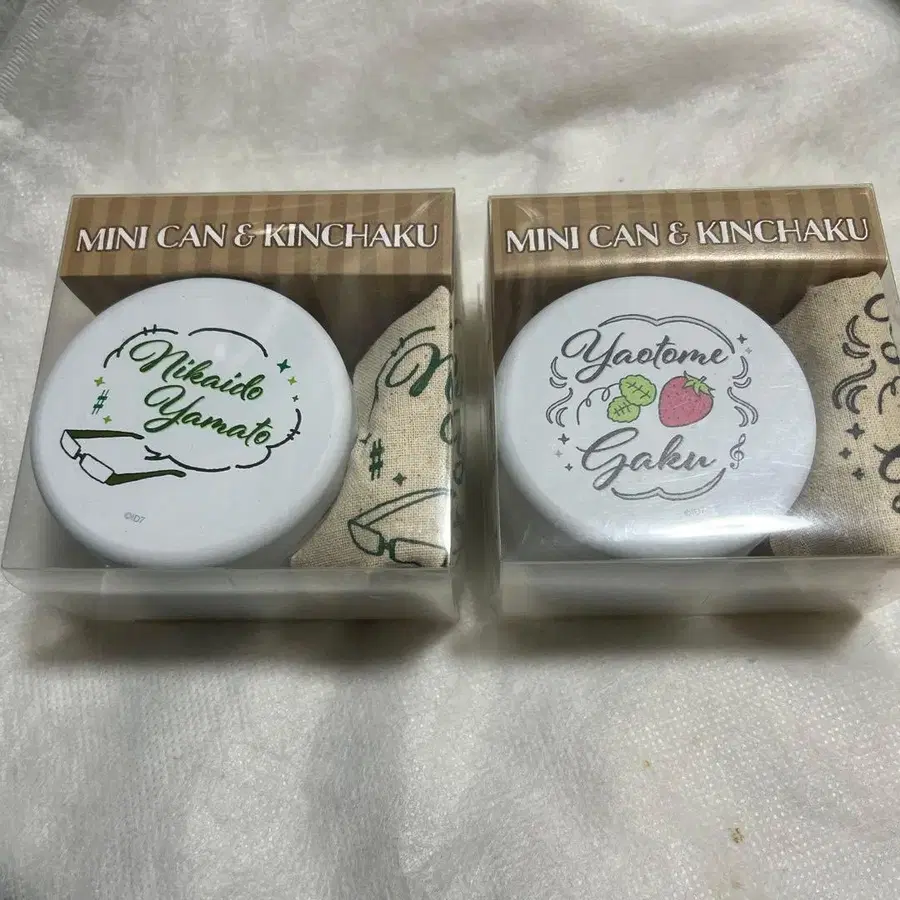 MINI CAN & KINCHAKU
Nikaido
Yamato
©ID7
MINI CAN & KINCHAKU
Yaotome
Gaku